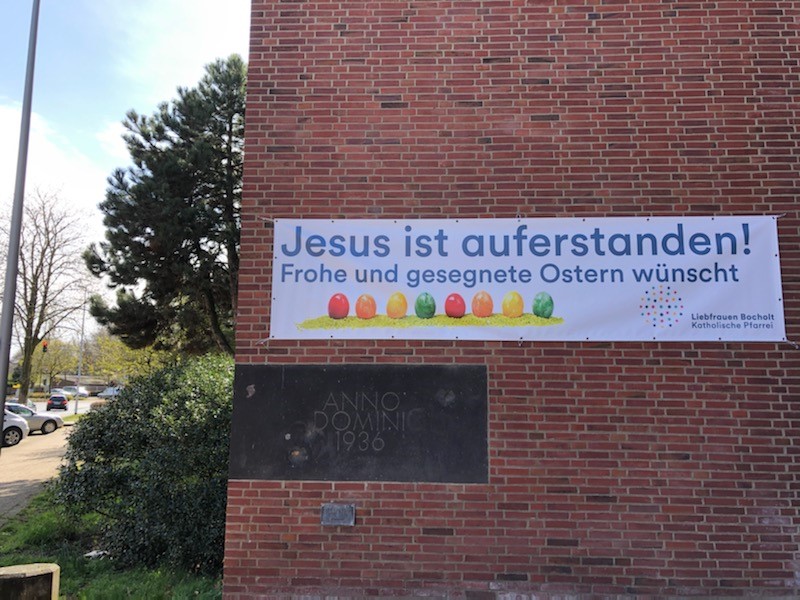 Jesus ist auferstanden!
Frohe und gesegnete Ostern wünscht
Liebfrauen Bocholt
Katholische Pfarrei
ANNO
DOMINI
1936